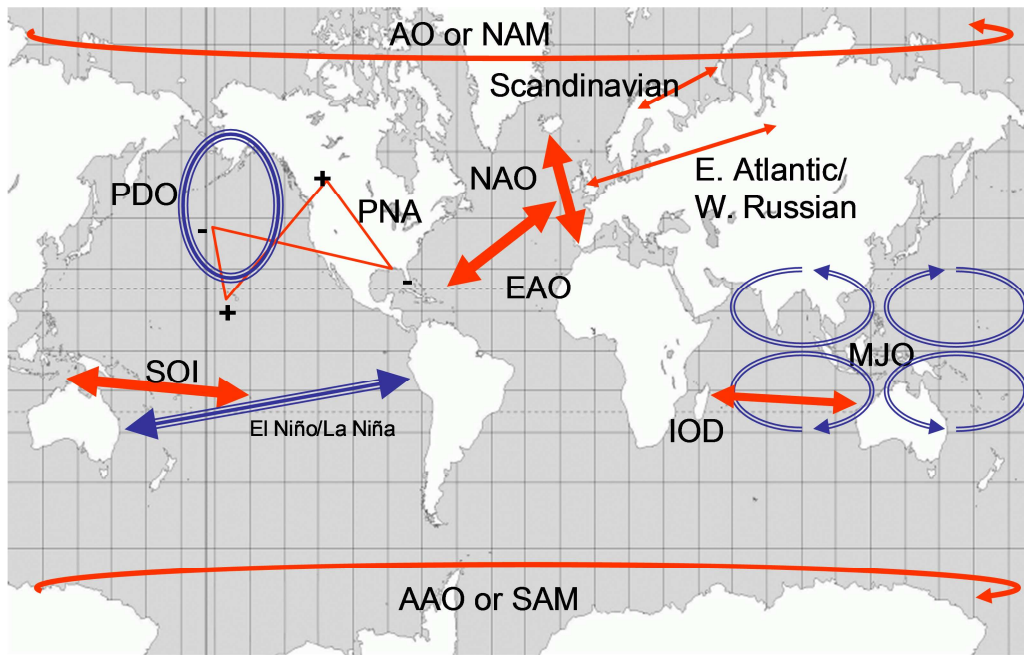 AO or NAM
Scandinavian
NAO
E. Atlantic/
W. Russian
PDO
+
PNA
-
-
EAO
+
MJO
SOI
El Niño/La Niña
IOD
AAO or SAM